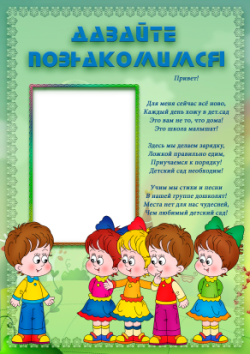 ДАВАЙТЕ
ПОЗНАКОМИМСЯ!
Привет!
Для меня сейчас всё ново,
Каждый день хожу в дет.сад
Это вам не то, что дома!
Это школа малышат!
Здесь мы делаем зарядку,
Ложкой правильно едим,
Приучаемся к порядку!
Детский сад необходим!
Учим мы стихи и песни
В нашей группе дошколят!
Места нет для нас чудесней,
Чем любимый детский сад!